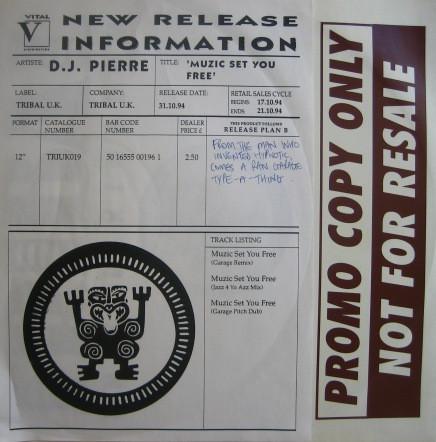 VITAL
V
DISTRIBUTION
NEW RELEASE
INFORMATION
ARTISTE: D.J. PIERRE
TITLE: 'MUZIC SET YOU
FREE'
LABEL:
TRIBAL U.K.
COMPANY:
TRIBAL U.K.
RELEASE DATE:
31.10.94
RETAIL SALES CYCLE
BEGINS 17.10.94
ENDS 21.10.94
FORMAT
CATALOGUE
NUMBER
BAR CODE
NUMBER
DEALER
PRICE £
THIS PRODUCT FOLLOWS
RELEASE PLAN B
12"
TRIUK019
50 16555 00196 1
2.50
FROM THE MAN WHO
INVENTED HIPNOTIC,
COMES A RAW GARAGE
TYPE-A-THING.
TRACK LISTING
Muzic Set You Free
(Garage Remix)
Muzic Set You Free
(Jazz 4 Ya Azz Mix)
Muzic Set You Free
(Garage Pitch Dub)
PROMO COPY ONLY
NOT FOR RESALE